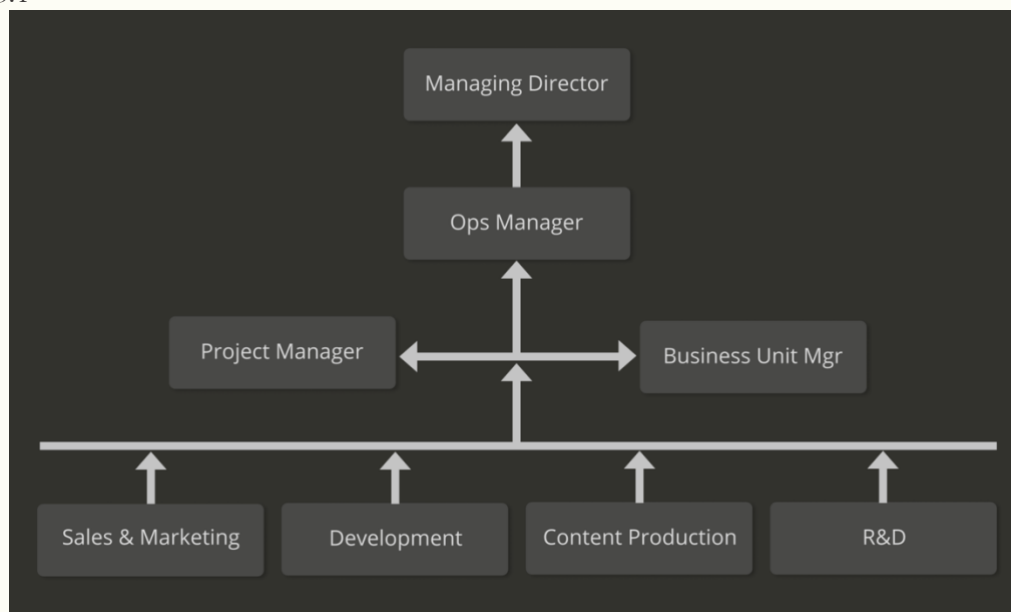 Managing Director
Ops Manager
Project Manager
Business Unit Mgr
Sales & Marketing
Development
Content Production
R&D